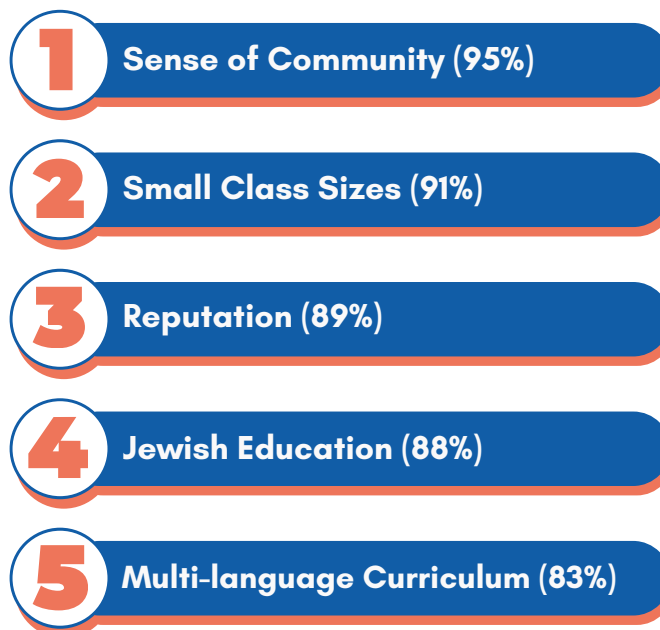 1 Sense of Community (95%)
2 Small Class Sizes (91%)
3 Reputation (89%)
4 Jewish Education (88%)
5 Multi-language Curriculum (83%)